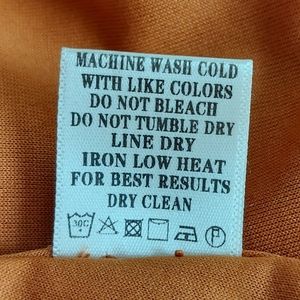 MACHINE WASH COLD
WITH LIKE COLORS
DO NOT BLEACH
DO NOT TUMBLE DRY
LINE DRY
IRON LOW HEAT
FOR BEST RESULTS
DRY CLEAN
30C